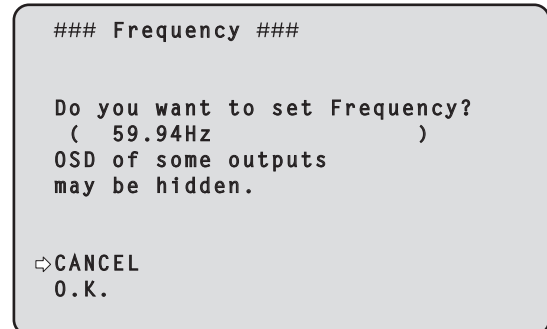 ### Frequency ###
Do you want to set Frequency?
( 59.94Hz )
OSD of some outputs
may be hidden.
⇨CANCEL
O.K.